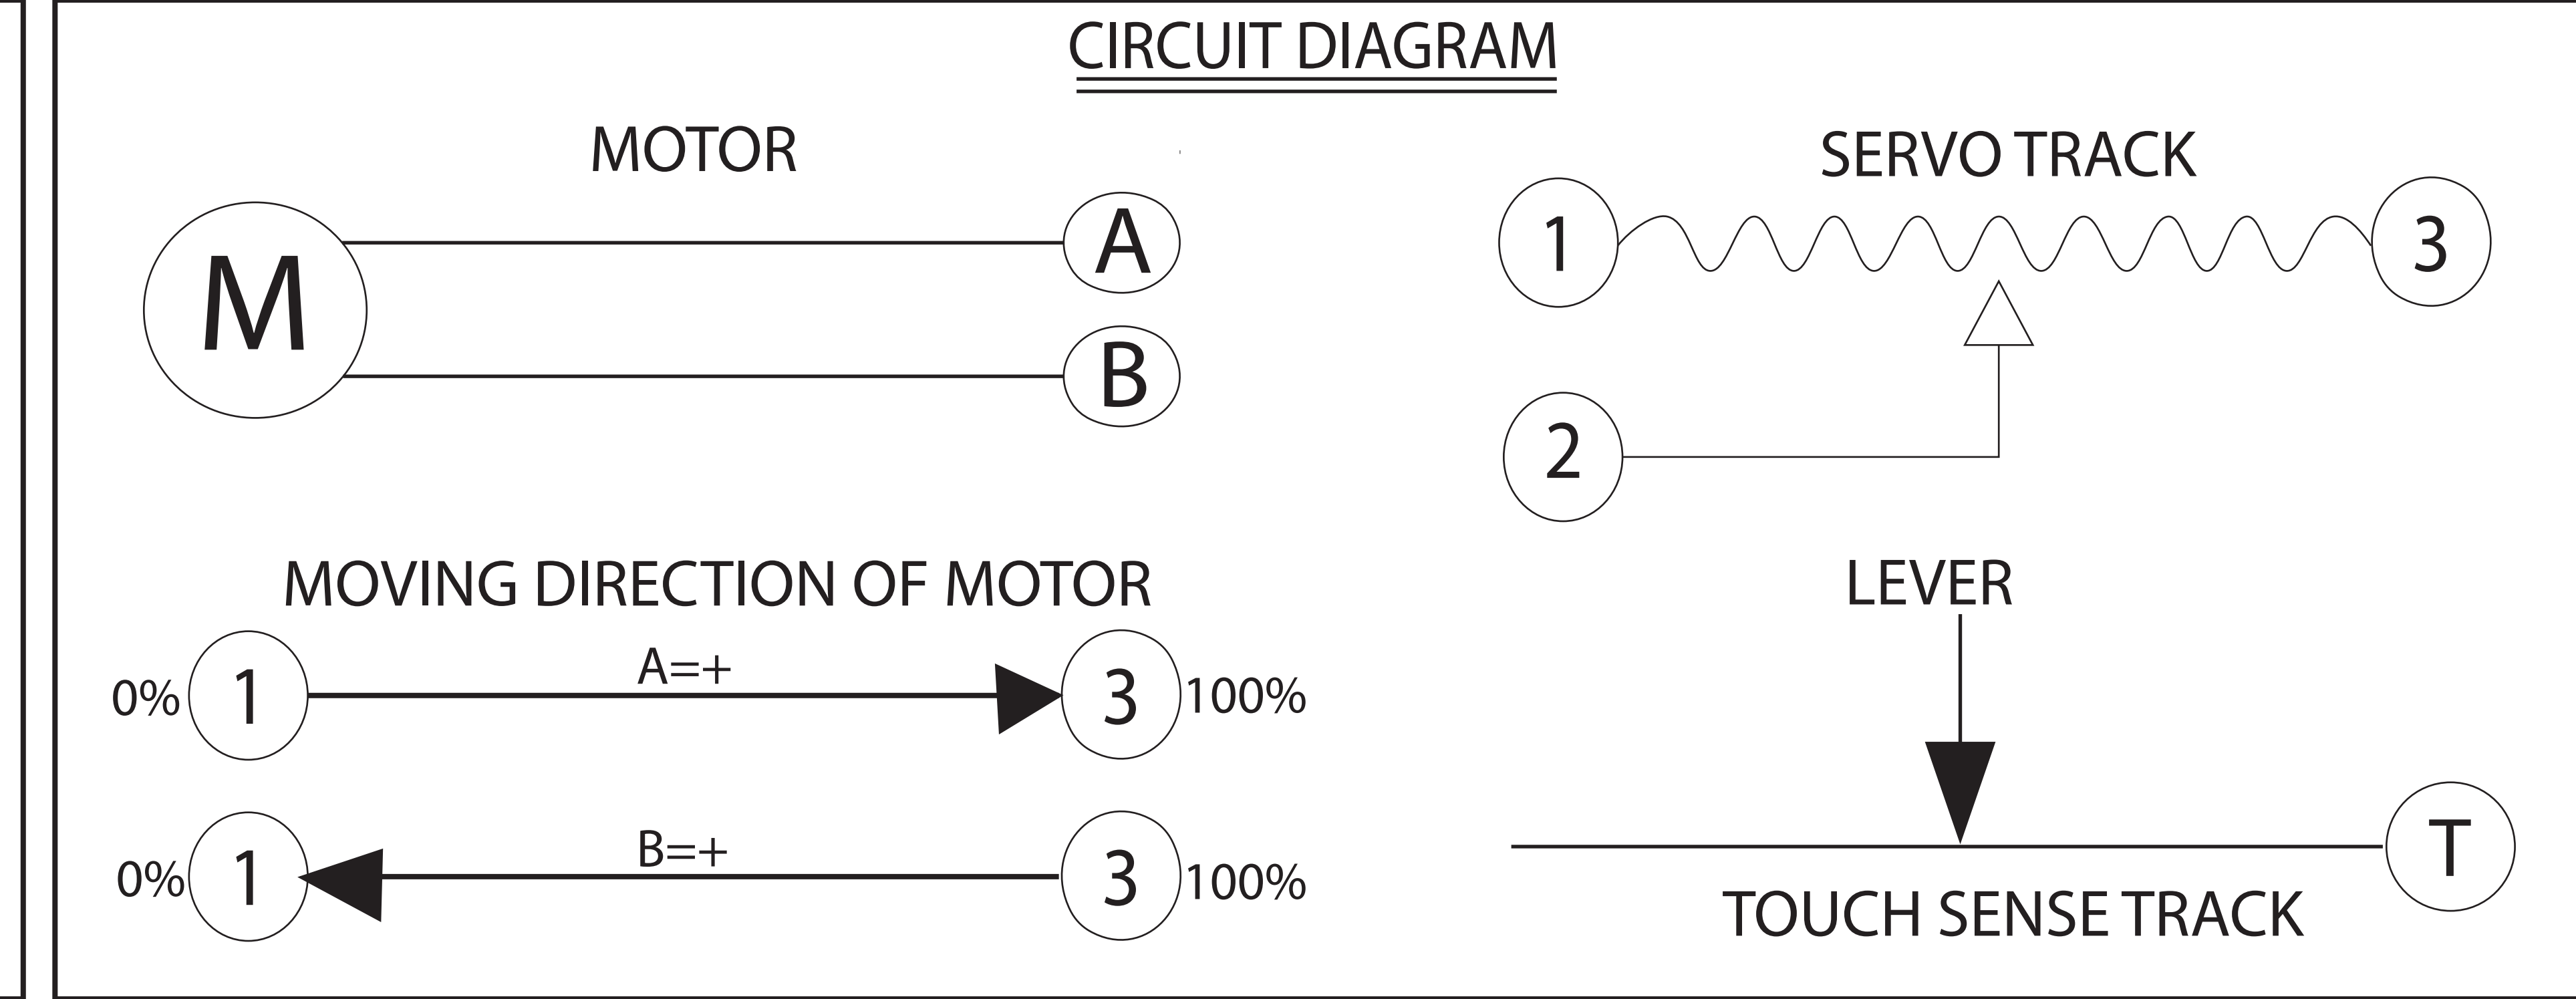 CIRCUIT DIAGRAM
MOTOR
M
A
B
SERVO TRACK
1
3
2
MOVING DIRECTION OF MOTOR
0% 1 A=+ 3 100%
0% 1 B=+ 3 100%
LEVER
T
TOUCH SENSE TRACK